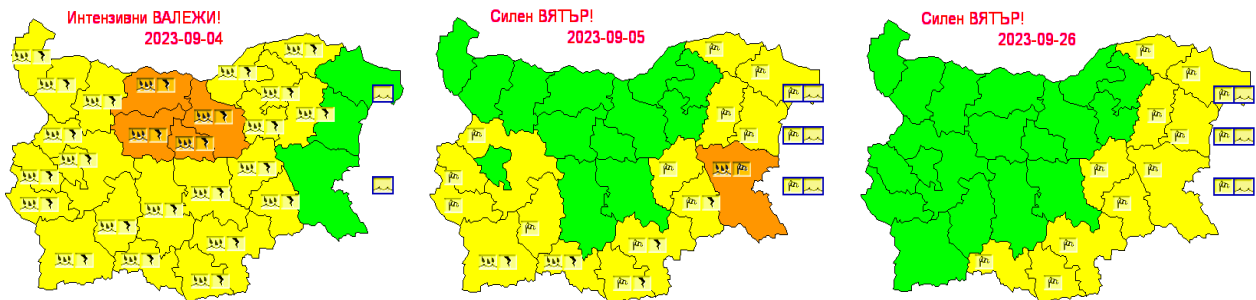 Интензивни ВАЛЕЖИ!
2023-09-04
Силен ВЯТЪР!
2023-09-05
Силен ВЯТЪР!
2023-09-26